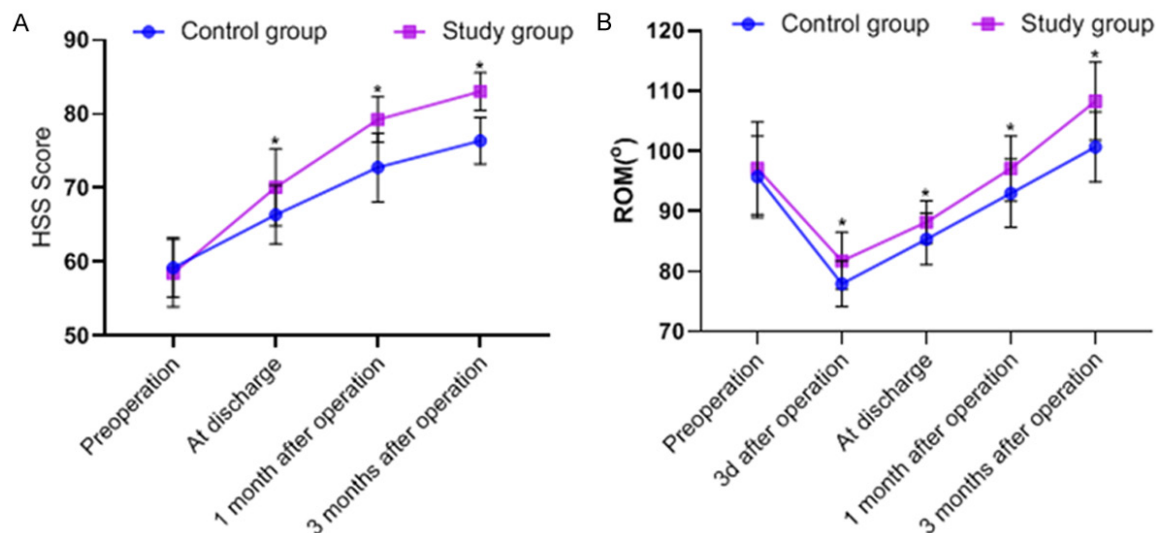 A
Control group
Study group
HSS Score
90
80
70
60
50
*
*
*
Preoperation
At discharge
1 month after operation
3 months after operation
B
Control group
Study group
ROM(°)
120
110
100
90
80
70
*
*
*
*
Preoperation
3d after operation
At discharge
1 month after operation
3 months after operation